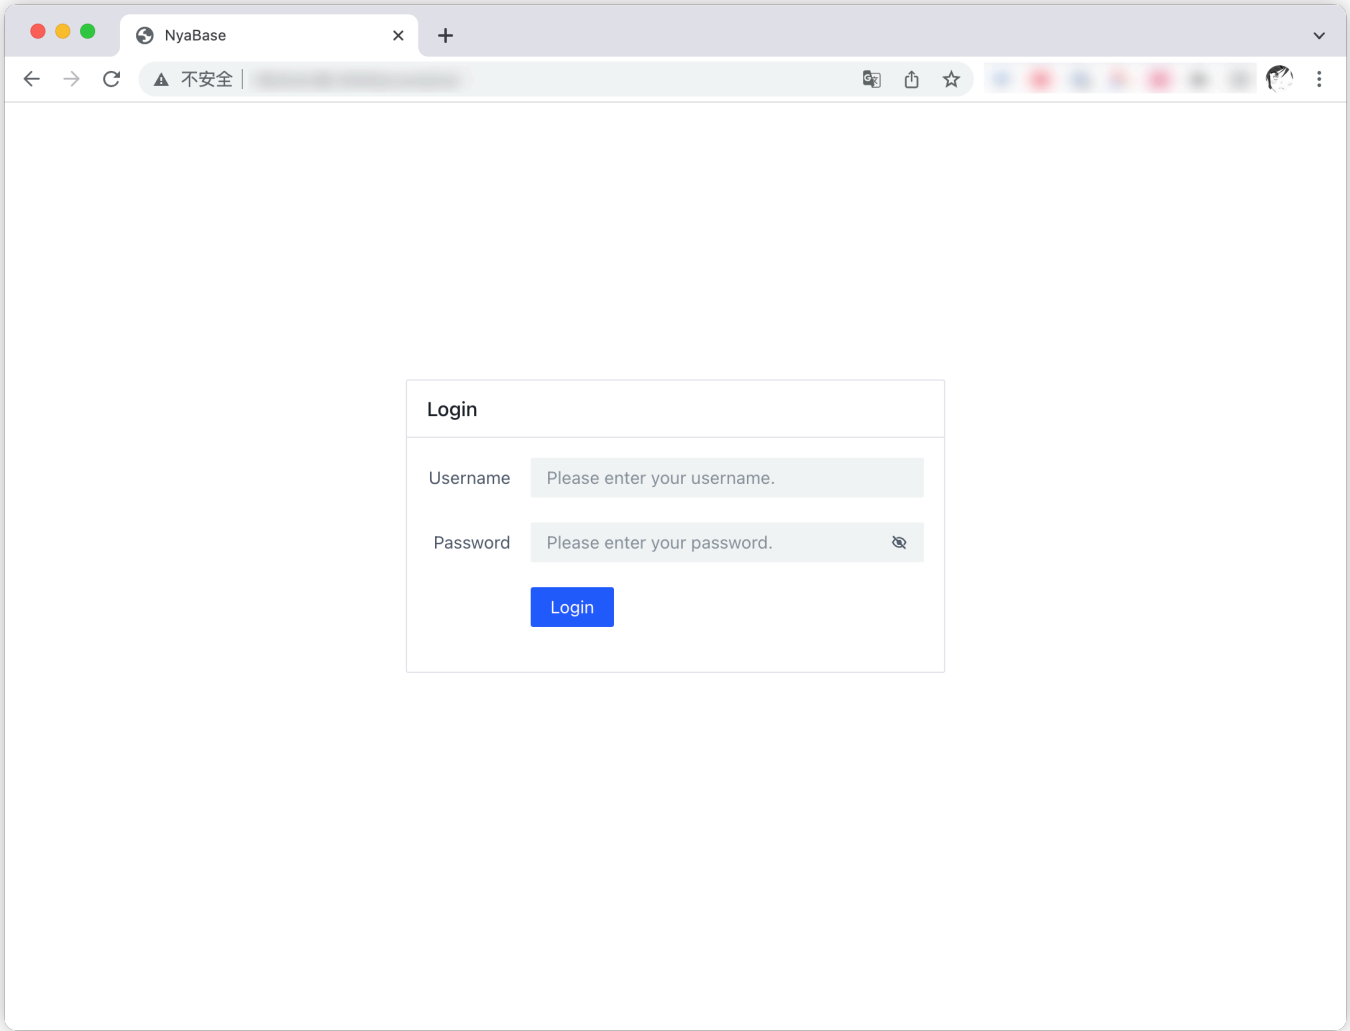 NyaBase
不安全
Login
Username
Please enter your username.
Password
Please enter your password.
Login